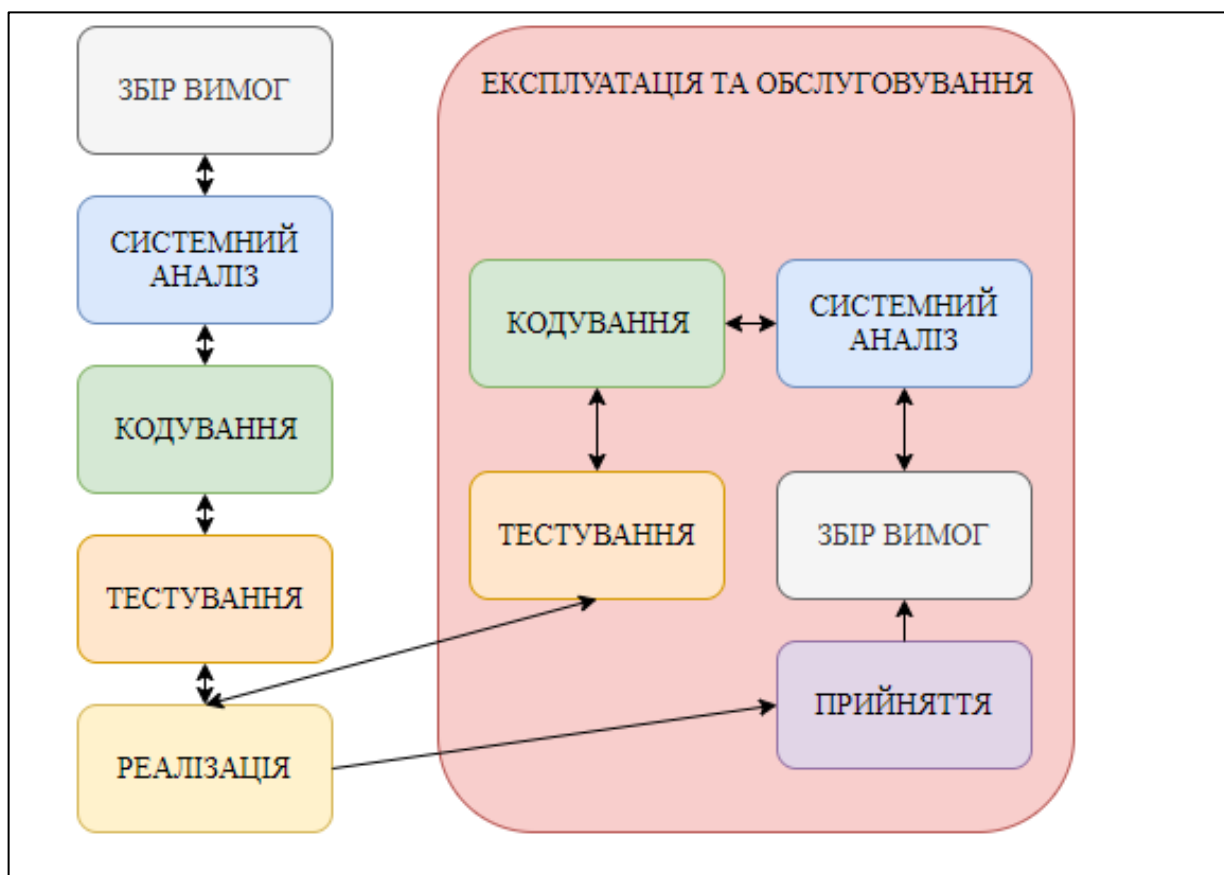 ЗБІР ВИМОГ
СИСТЕМНИЙ
АНАЛІЗ
КОДУВАННЯ
ТЕСТУВАННЯ
РЕАЛІЗАЦІЯ
ЕКСПЛУАТАЦІЯ ТА ОБСЛУГОВУВАННЯ
КОДУВАННЯ
СИСТЕМНИЙ
АНАЛІЗ
ТЕСТУВАННЯ
ЗБІР ВИМОГ
ПРИЙНЯТТЯ